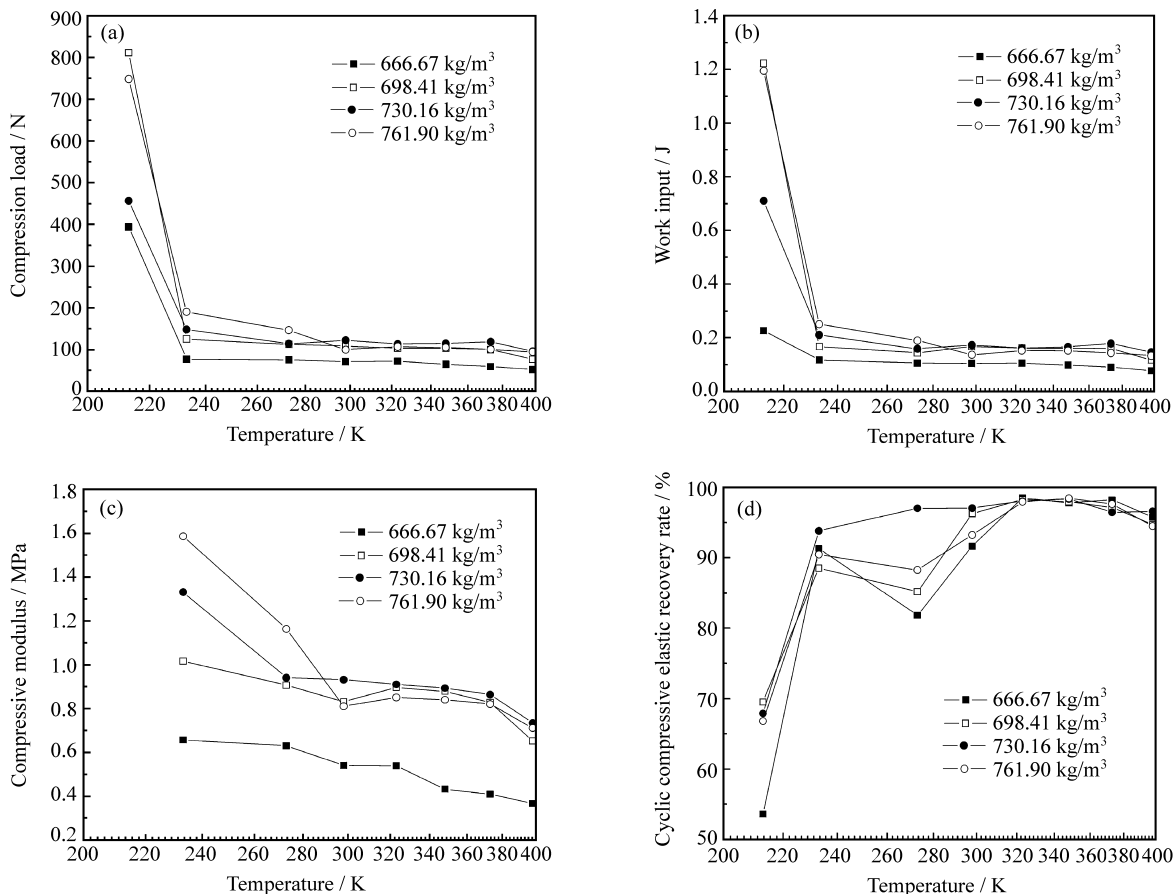 (a)
666.67 kg/m³
698.41 kg/m³
730.16 kg/m³
761.90 kg/m³
900
800
700
600
500
400
300
200
100
0
Compression load / N
200 220 240 260 280 300 320 340 360 380 400
Temperature / K
(b)
666.67 kg/m³
698.41 kg/m³
730.16 kg/m³
761.90 kg/m³
1.4
1.2
1.0
0.8
0.6
0.4
0.2
0.0
Work input / J
200 220 240 260 280 300 320 340 360 380 400
Temperature / K
(c)
666.67 kg/m³
698.41 kg/m³
730.16 kg/m³
761.90 kg/m³
1.8
1.6
1.4
1.2
1.0
0.8
0.6
0.4
0.2
Compressive modulus / MPa
200 220 240 260 280 300 320 340 360 380 400
Temperature / K
(d)
666.67 kg/m³
698.41 kg/m³
730.16 kg/m³
761.90 kg/m³
100
90
80
70
60
50
Cyclic compressive elastic recovery rate / %
200 220 240 260 280 300 320 340 360 380 400
Temperature / K